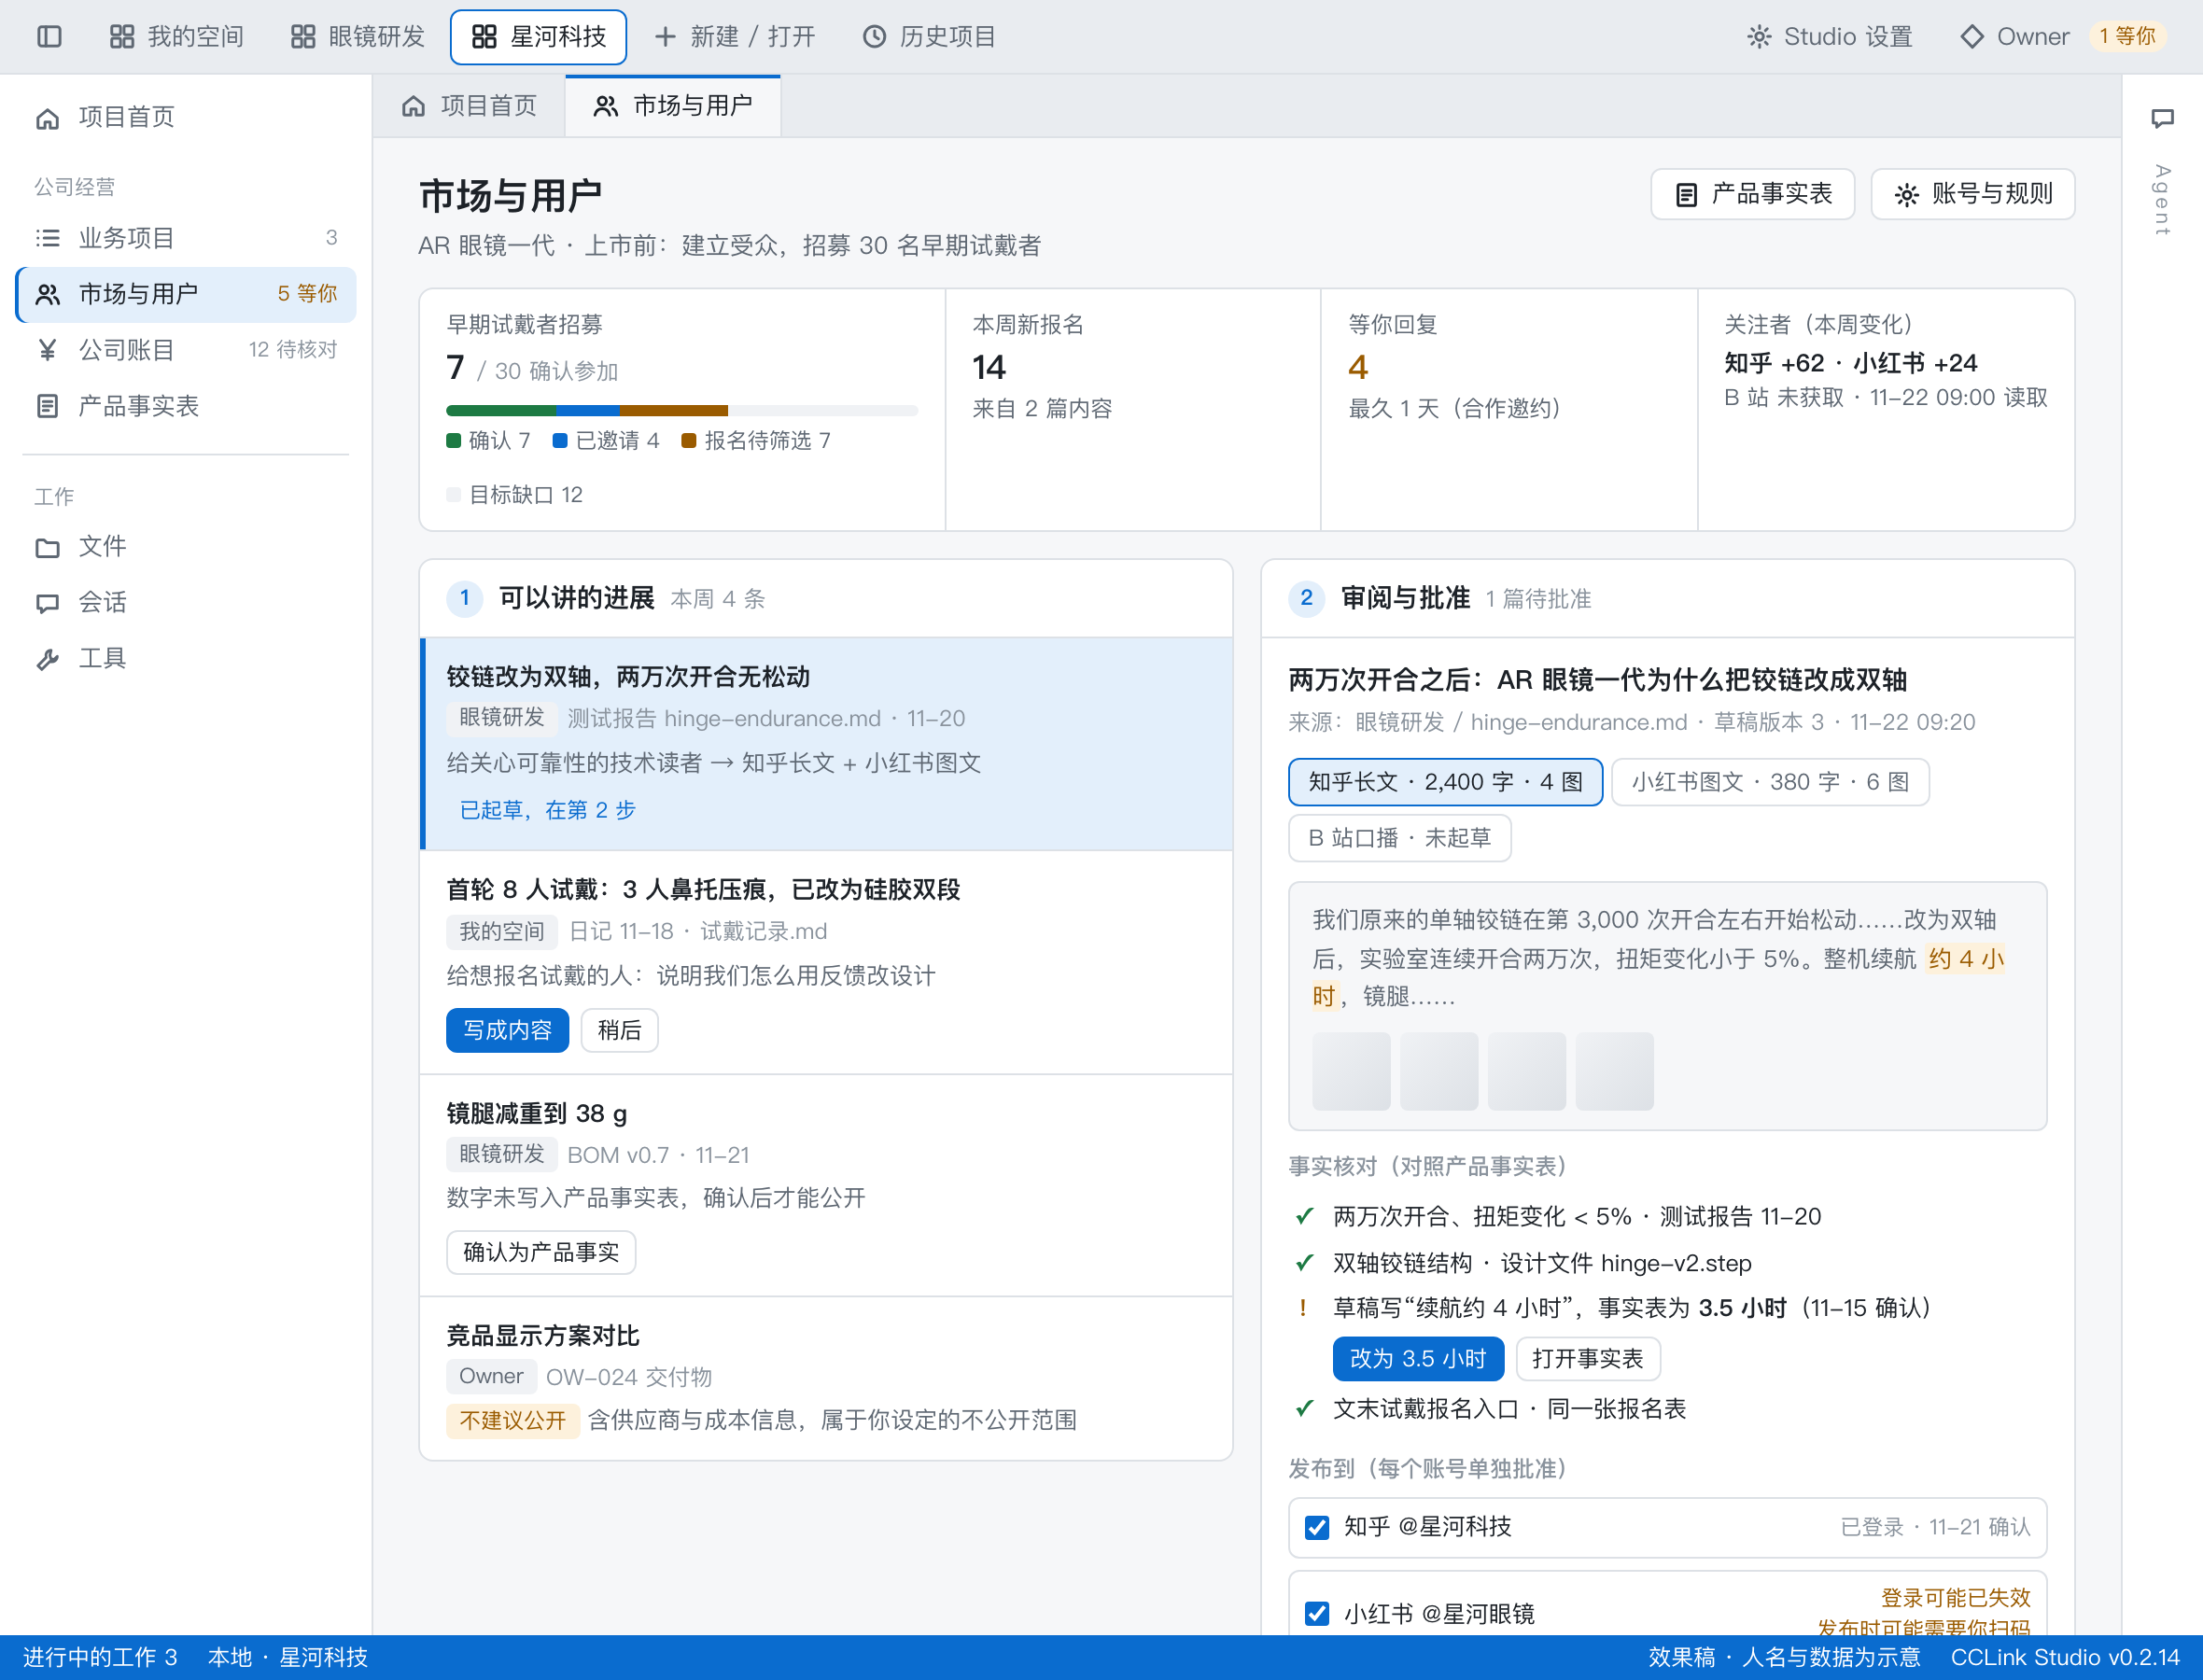 我的空间
眼镜研发
星河科技
新建 / 打开
历史项目
Studio 设置
Owner
1 等你
项目首页
公司经营
业务项目 3
市场与用户 5 等你
公司账目 12 待核对
产品事实表
工作
文件
会话
工具
项目首页
市场与用户
Agent
市场与用户
AR 眼镜一代 · 上市前：建立受众，招募 30 名早期试戴者
产品事实表
账号与规则
早期试戴者招募
7 / 30 确认参加
确认 7 已邀请 4 报名待筛选 7
目标缺口 12
本周新报名
14
来自 2 篇内容
等你回复
4
最久 1 天（合作邀约）
关注者（本周变化）
知乎 +62 · 小红书 +24
B 站 未获取 · 11-22 09:00 读取
1 可以讲的进展 本周 4 条
铰链改为双轴，两万次开合无松动
眼镜研发 测试报告 hinge-endurance.md · 11-20
给关心可靠性的技术读者 → 知乎长文 + 小红书图文
已起草，在第 2 步
首轮 8 人试戴：3 人鼻托压痕，已改为硅胶双段
我的空间 日记 11-18 · 试戴记录.md
给想报名试戴的人：说明我们怎么用反馈改设计
写成内容 稍后
镜腿减重到 38 g
眼镜研发 BOM v0.7 · 11-21
数字未写入产品事实表，确认后才能公开
确认为产品事实
竞品显示方案对比
Owner OW-024 交付物
不建议公开 含供应商与成本信息，属于你设定的不公开范围
2 审阅与批准 1 篇待批准
两万次开合之后：AR 眼镜一代为什么把铰链改成双轴
来源：眼镜研发 / hinge-endurance.md · 草稿版本 3 · 11-22 09:20
知乎长文 · 2,400 字 · 4 图
小红书图文 · 380 字 · 6 图
B 站口播 · 未起草
我们原来的单轴铰链在第 3,000 次开合左右开始松动……改为双轴
后，实验室连续开合两万次，扭矩变化小于 5%。整机续航 约 4 小
时，镜腿……
事实核对（对照产品事实表）
✓ 两万次开合、扭矩变化 < 5% · 测试报告 11-20
✓ 双轴铰链结构 · 设计文件 hinge-v2.step
! 草稿写“续航约 4 小时”，事实表为 3.5 小时（11-15 确认）
改为 3.5 小时 打开事实表
✓ 文末试戴报名入口 · 同一张报名表
发布到（每个账号单独批准）
知乎 @星河科技 已登录 · 11-21 确认
小红书 @星河眼镜 登录可能已失效
发布时可能需要你扫码
进行中的工作 3 本地 · 星河科技
效果稿 · 人名与数据为示意 CCLink Studio v0.2.14